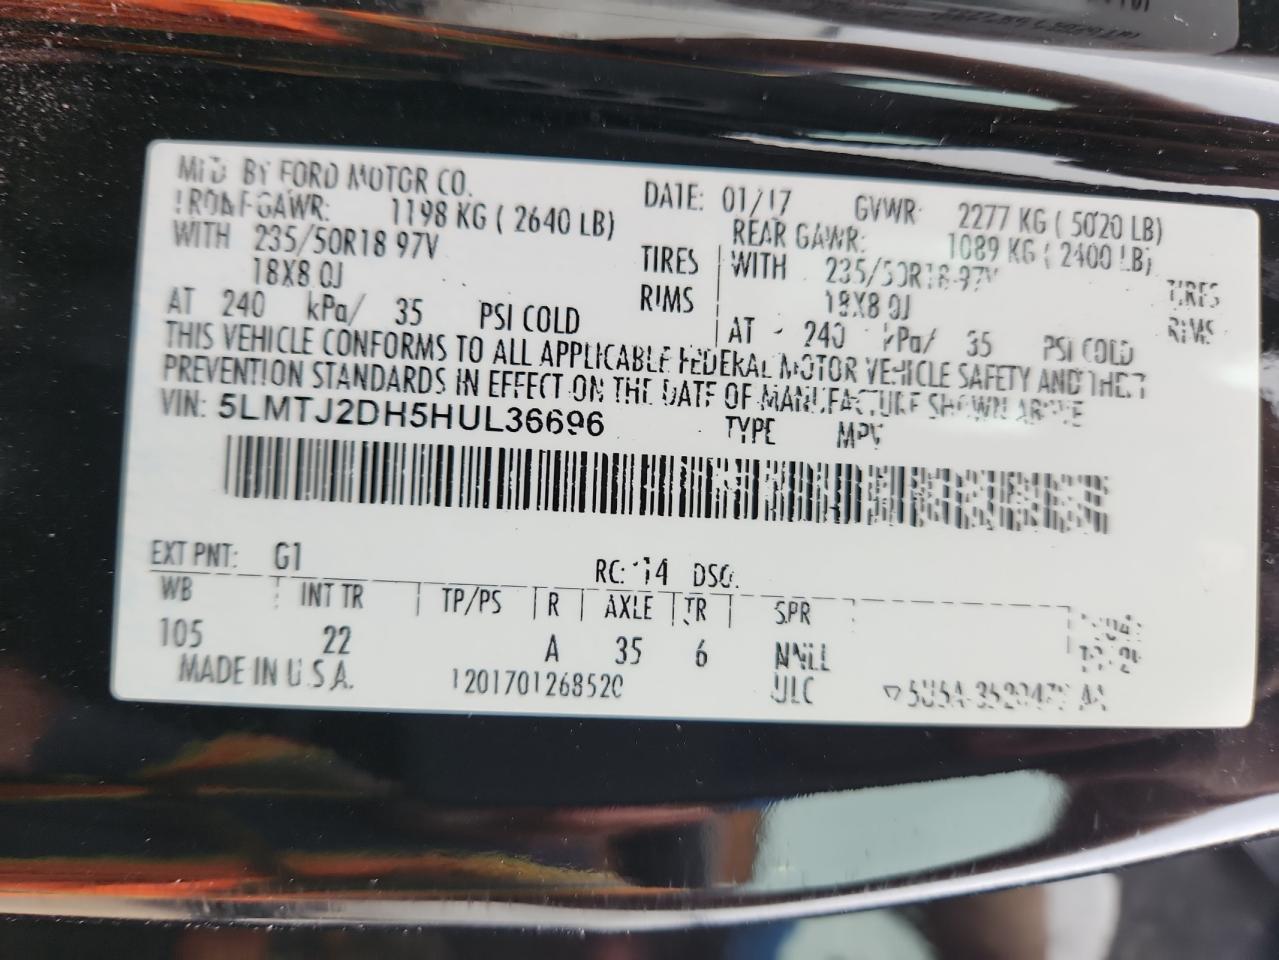 MFD BY FORD MOTOR CO.
DATE: 01/17
GVWR: 2277 KG (5020 LB)
FRONT GAWR: 1198 KG (2640 LB)
REAR GAWR: 1089 KG (2400 LB)
WITH 235/50R18 97V TIRES
WITH 235/50R18 97V TIRES
18X8.0J RIMS
18X8.0J RIMS
AT 240 kPa/ 35 PSI COLD
AT 240 kPa/ 35 PSI COLD
THIS VEHICLE CONFORMS TO ALL APPLICABLE FEDERAL MOTOR VEHICLE SAFETY AND THEFT
PREVENTION STANDARDS IN EFFECT ON THE DATE OF MANUFACTURE SHOWN ABOVE
VIN: 5LMTJ2DH5HUL36696 TYPE MPV
EXT PNT: G1 RC: 14 DSO:
WB INT TR TP/PS R AXLE TR SPR
105 22 A 35 6 NNLL
MADE IN U.S.A. 1201701268520 ULC